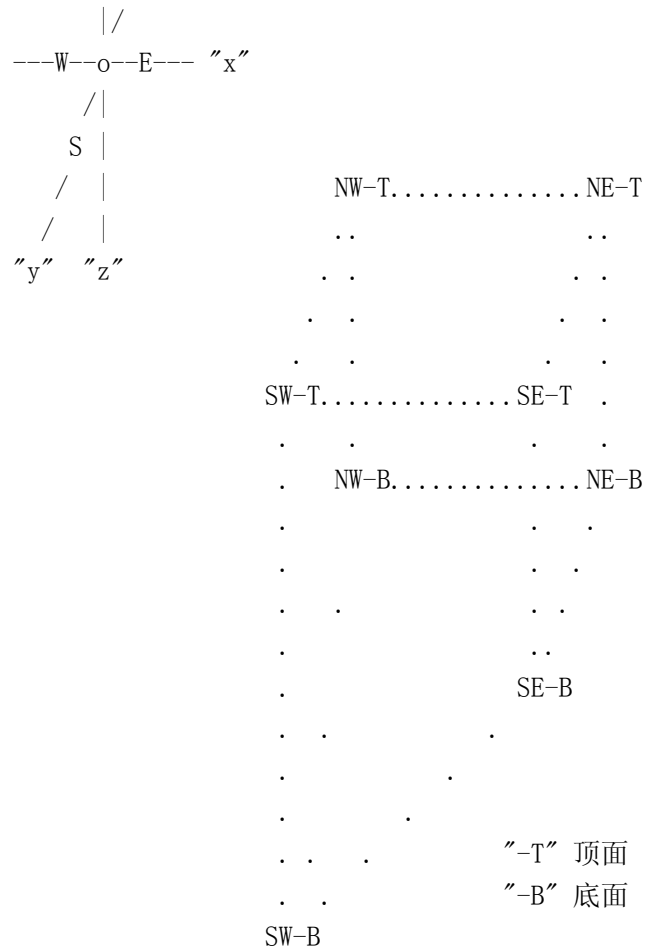 |/
---W--o--E--- "x"
/|
S |
/ | NW-T..............NE-T
/ | .. ..
"y" "z" . . . .
. . . .
. . . .
SW-T..............SE-T .
. . . .
. NW-B..............NE-B
. . .
. . .
. . . .
. ..
. SE-B
. . .
. .
. .
. . . "-T" 顶面
. . "-B" 底面
SW-B